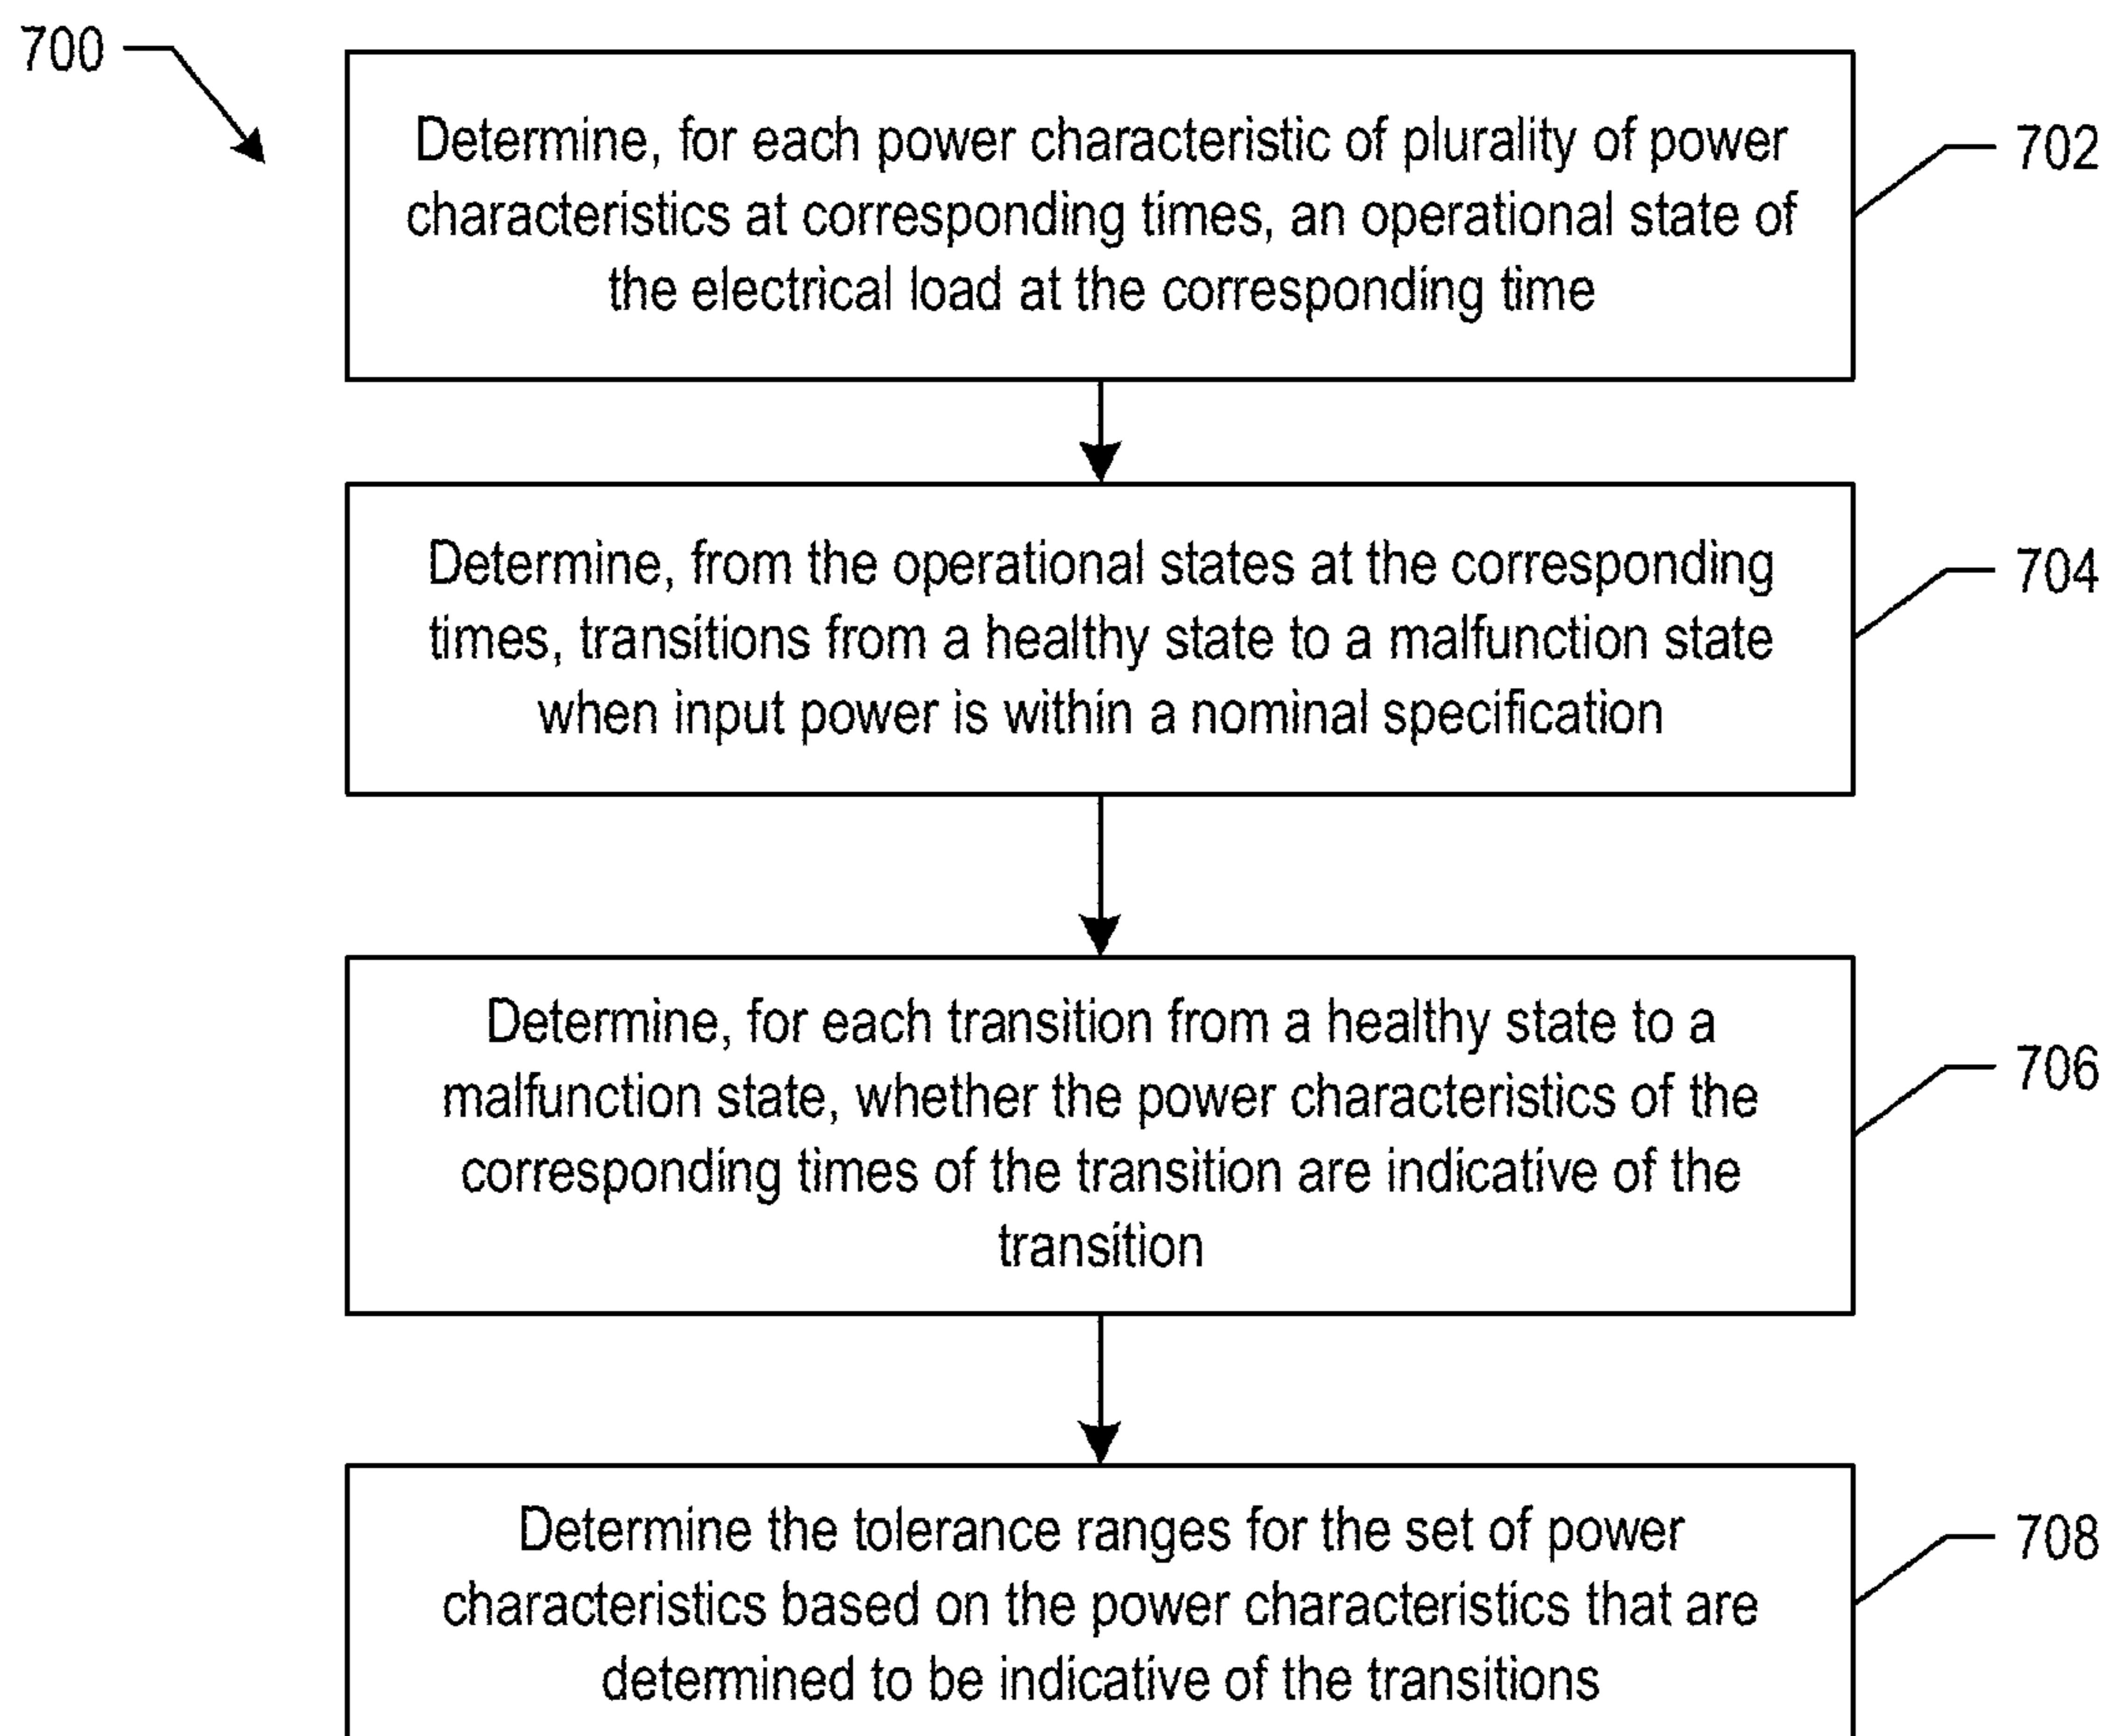 700
Determine, for each power characteristic of plurality of power
characteristics at corresponding times, an operational state of
the electrical load at the corresponding time
702
Determine, from the operational states at the corresponding
times, transitions from a healthy state to a malfunction state
when input power is within a nominal specification
704
Determine, for each transition from a healthy state to a
malfunction state, whether the power characteristics of the
corresponding times of the transition are indicative of the
transition
706
Determine the tolerance ranges for the set of power
characteristics based on the power characteristics that are
determined to be indicative of the transitions
708